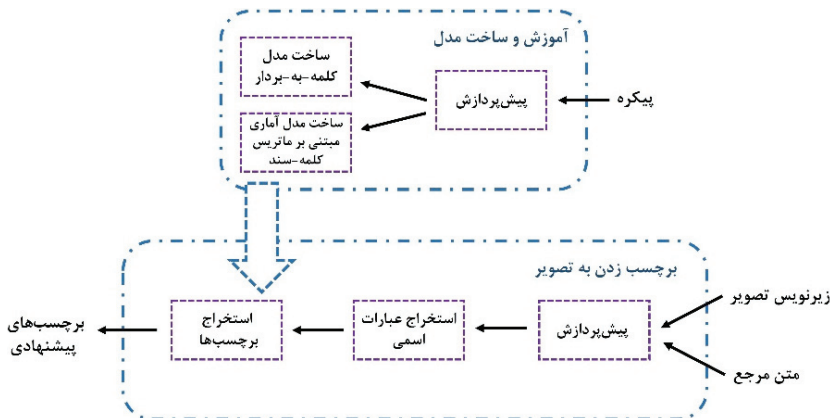 آموزش و ساخت مدل
پیکره
پیش‌پردازش
ساخت مدل
کلمه-به-بردار
ساخت مدل آماری
مبتنی بر ماتریس
کلمه-سند
برچسب زدن به تصویر
زیرنویس تصویر
متن مرجع
پیش‌پردازش
استخراج عبارات
اسمی
استخراج
برچسب‌ها
برچسب‌های
پیشنهادی